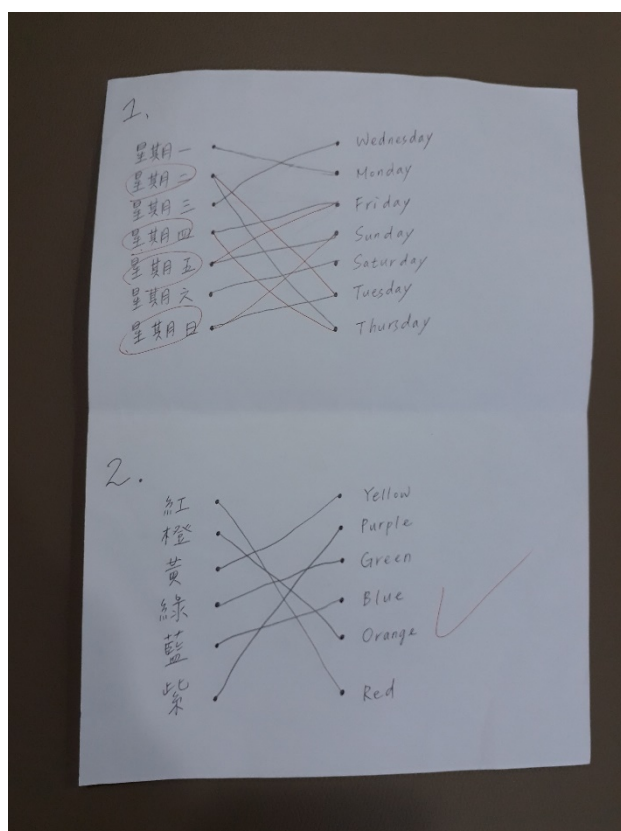 1.
星期一 Wednesday
星期二 Monday
星期三 Friday
星期四 Sunday
星期五 Saturday
星期六 Tuesday
星期日 Thursday
2.
紅 Yellow
橙 Purple
黃 Green
綠 Blue
藍 Orange
紫 Red